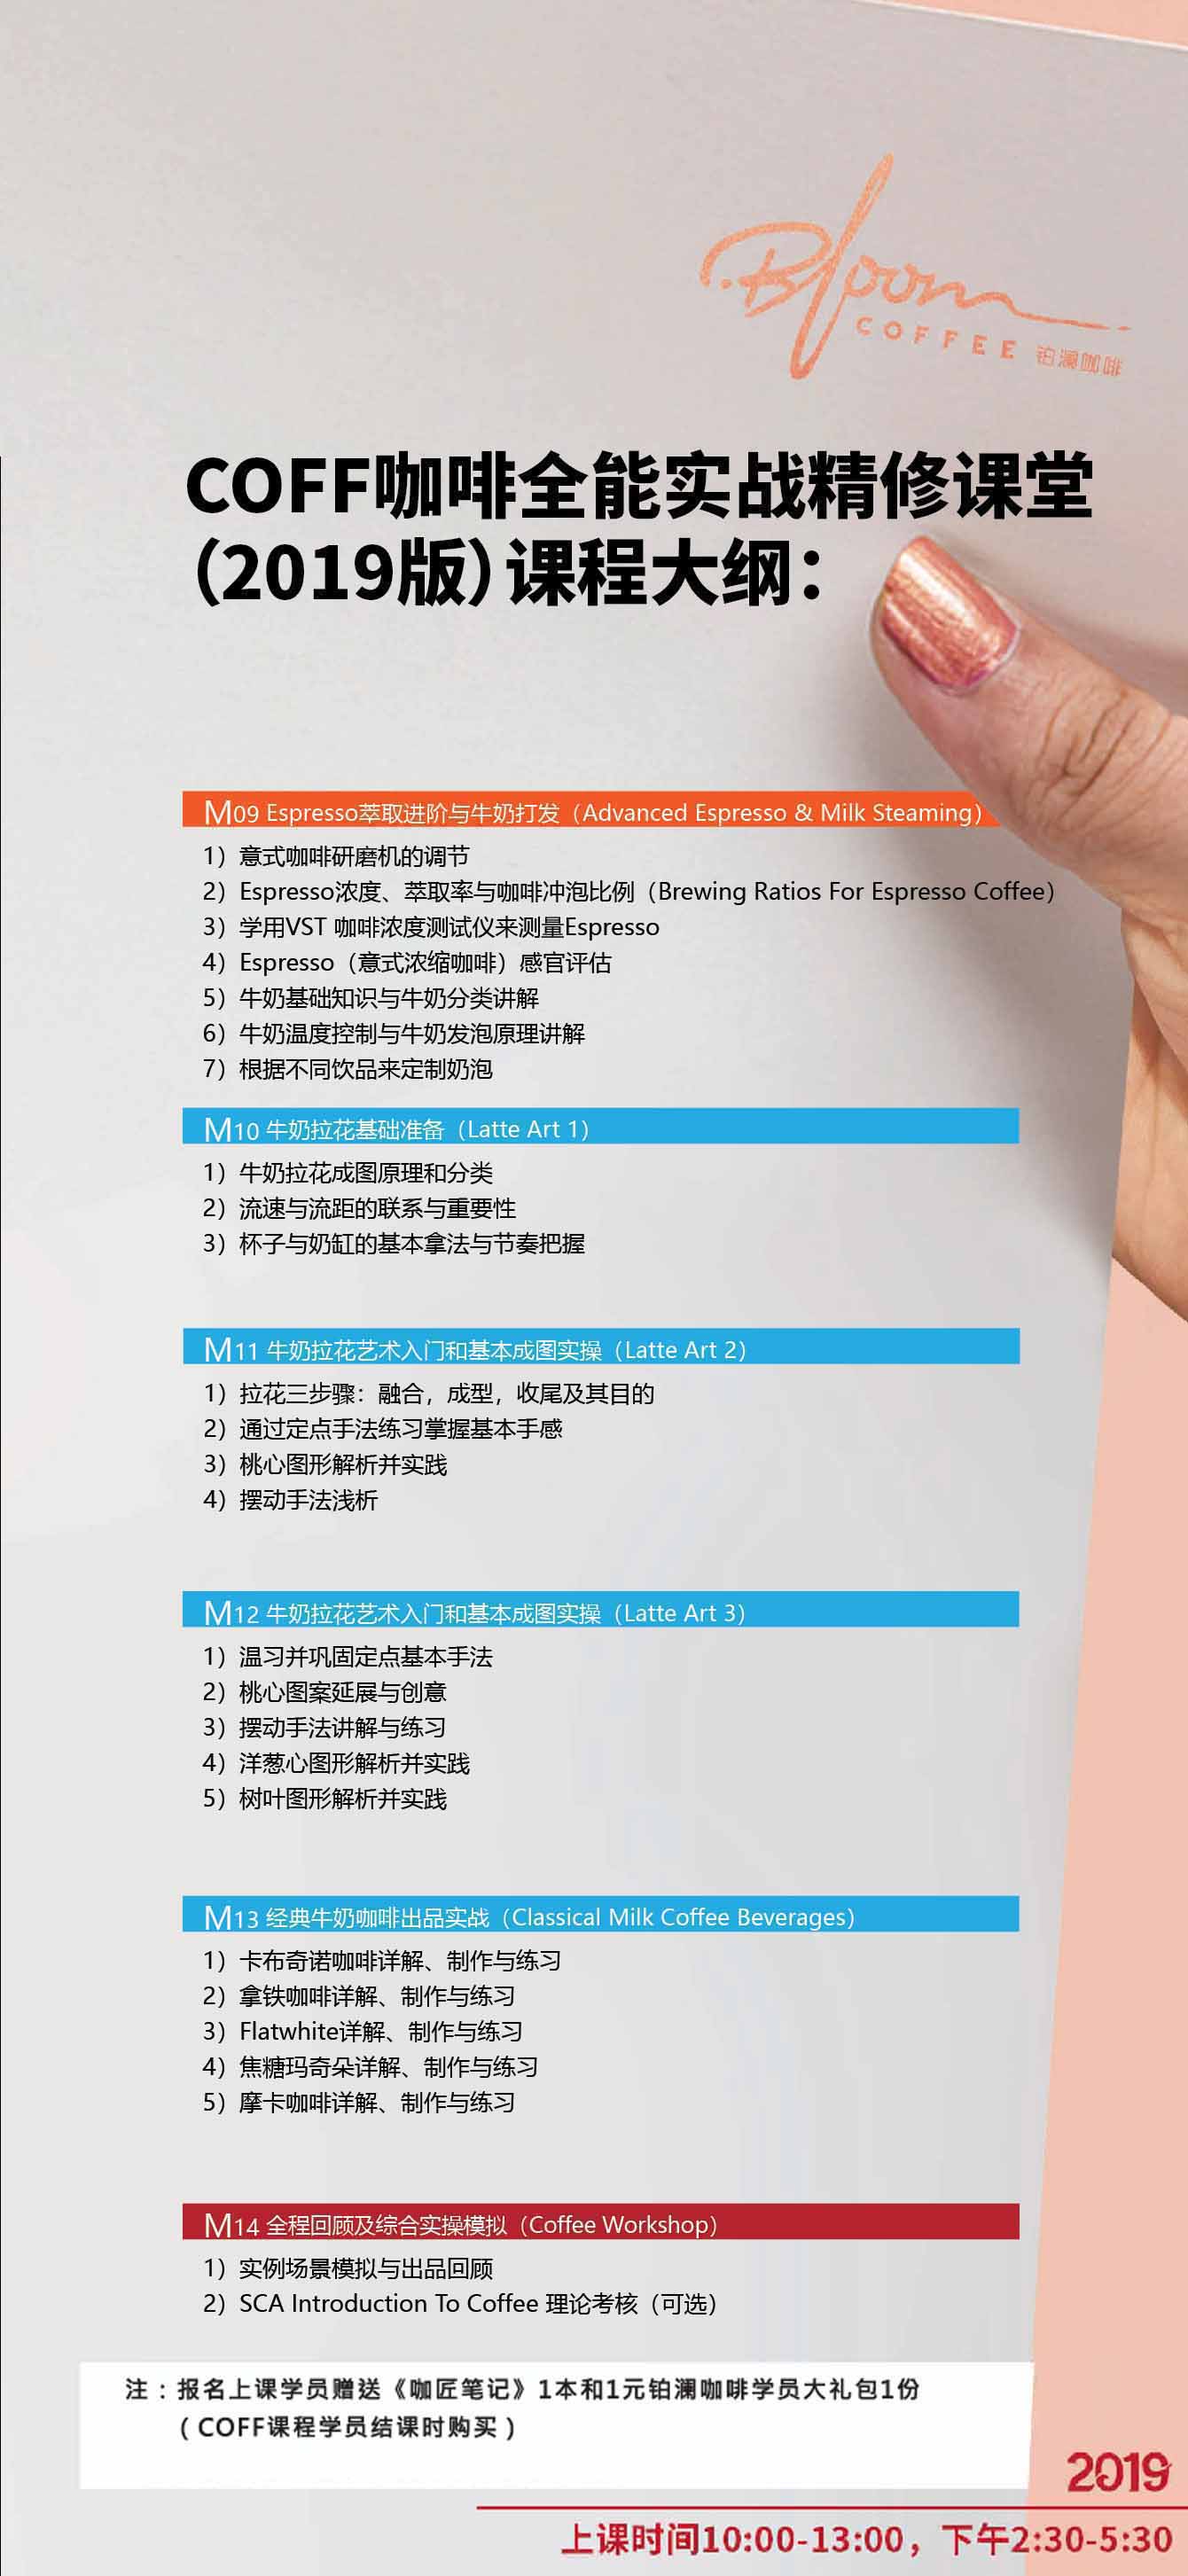 Bloom
COFFEE 铂澜咖啡
COFF咖啡全能实战精修课堂
（2019版）课程大纲：
M09 Espresso萃取进阶与牛奶打发（Advanced Espresso & Milk Steaming）
1）意式咖啡研磨机的调节
2）Espresso浓度、萃取率与咖啡冲泡比例（Brewing Ratios For Espresso Coffee）
3）学用VST 咖啡浓度测试仪来测量Espresso
4）Espresso（意式浓缩咖啡）感官评估
5）牛奶基础知识与牛奶分类讲解
6）牛奶温度控制与牛奶发泡原理讲解
7）根据不同饮品来定制奶泡
M10 牛奶拉花基础准备（Latte Art 1）
1）牛奶拉花成图原理和分类
2）流速与流距的联系与重要性
3）杯子与奶缸的基本拿法与节奏把握
M11 牛奶拉花艺术入门和基本成图实操（Latte Art 2）
1）拉花三步骤：融合，成型，收尾及其目的
2）通过定点手法练习掌握基本手感
3）桃心图形解析并实践
4）摆动手法浅析
M12 牛奶拉花艺术入门和基本成图实操（Latte Art 3）
1）温习并巩固定点基本手法
2）桃心图案延展与创意
3）摆动手法讲解与练习
4）洋葱心图形解析并实践
5）树叶图形解析并实践
M13 经典牛奶咖啡出品实战（Classical Milk Coffee Beverages）
1）卡布奇诺咖啡详解、制作与练习
2）拿铁咖啡详解、制作与练习
3）Flatwhite详解、制作与练习
4）焦糖玛奇朵详解、制作与练习
5）摩卡咖啡详解、制作与练习
M14 全程回顾及综合实操模拟（Coffee Workshop）
1）实例场景模拟与出品回顾
2）SCA Introduction To Coffee 理论考核（可选）
注：报名上课学员赠送《咖匠笔记》1本和1元铂澜咖啡学员大礼包1份
（COFF课程学员结课时购买）
2019
上课时间10:00-13:00，下午2:30-5:30